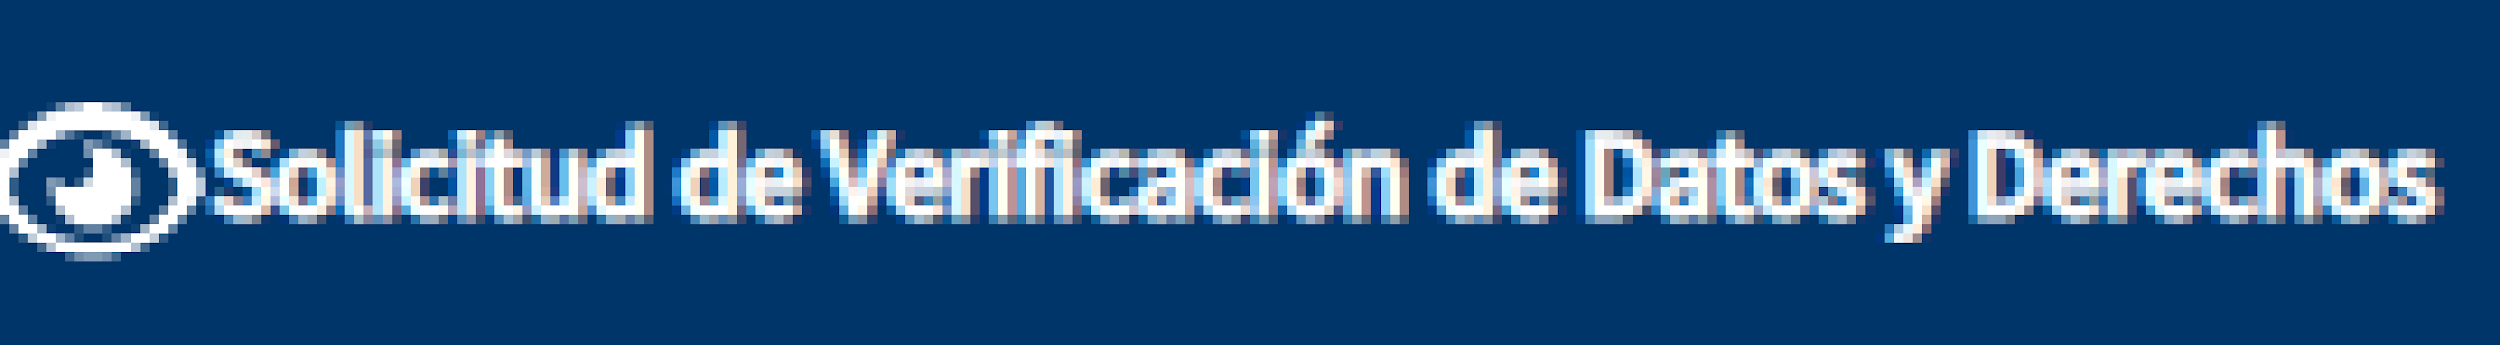 Solicitud de Verificación de Datos y Derechos